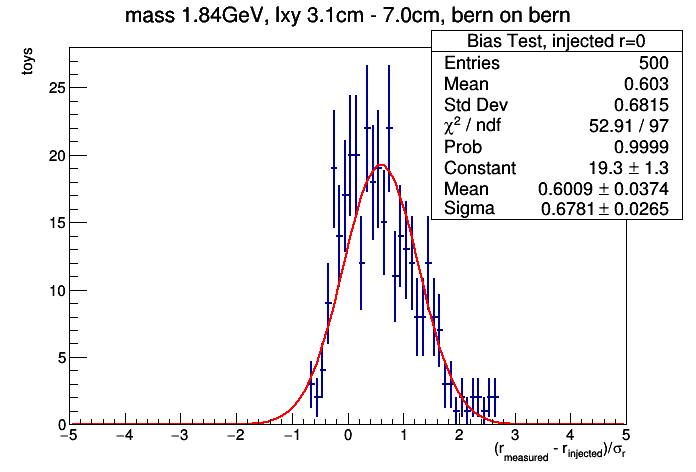 mass 1.84GeV, lxy 3.1cm - 7.0cm, bern on bern
toys
Bias Test, injected r=0
Entries 500
Mean 0.603
Std Dev 0.6815
χ² / ndf 52.91 / 97
Prob 0.9999
Constant 19.3 ± 1.3
Mean 0.6009 ± 0.0374
Sigma 0.6781 ± 0.0265
25
20
15
10
5
0
−5 −4 −3 −2 −1 0 1 2 3 4 5
(r_measured - r_injected)/σ_r